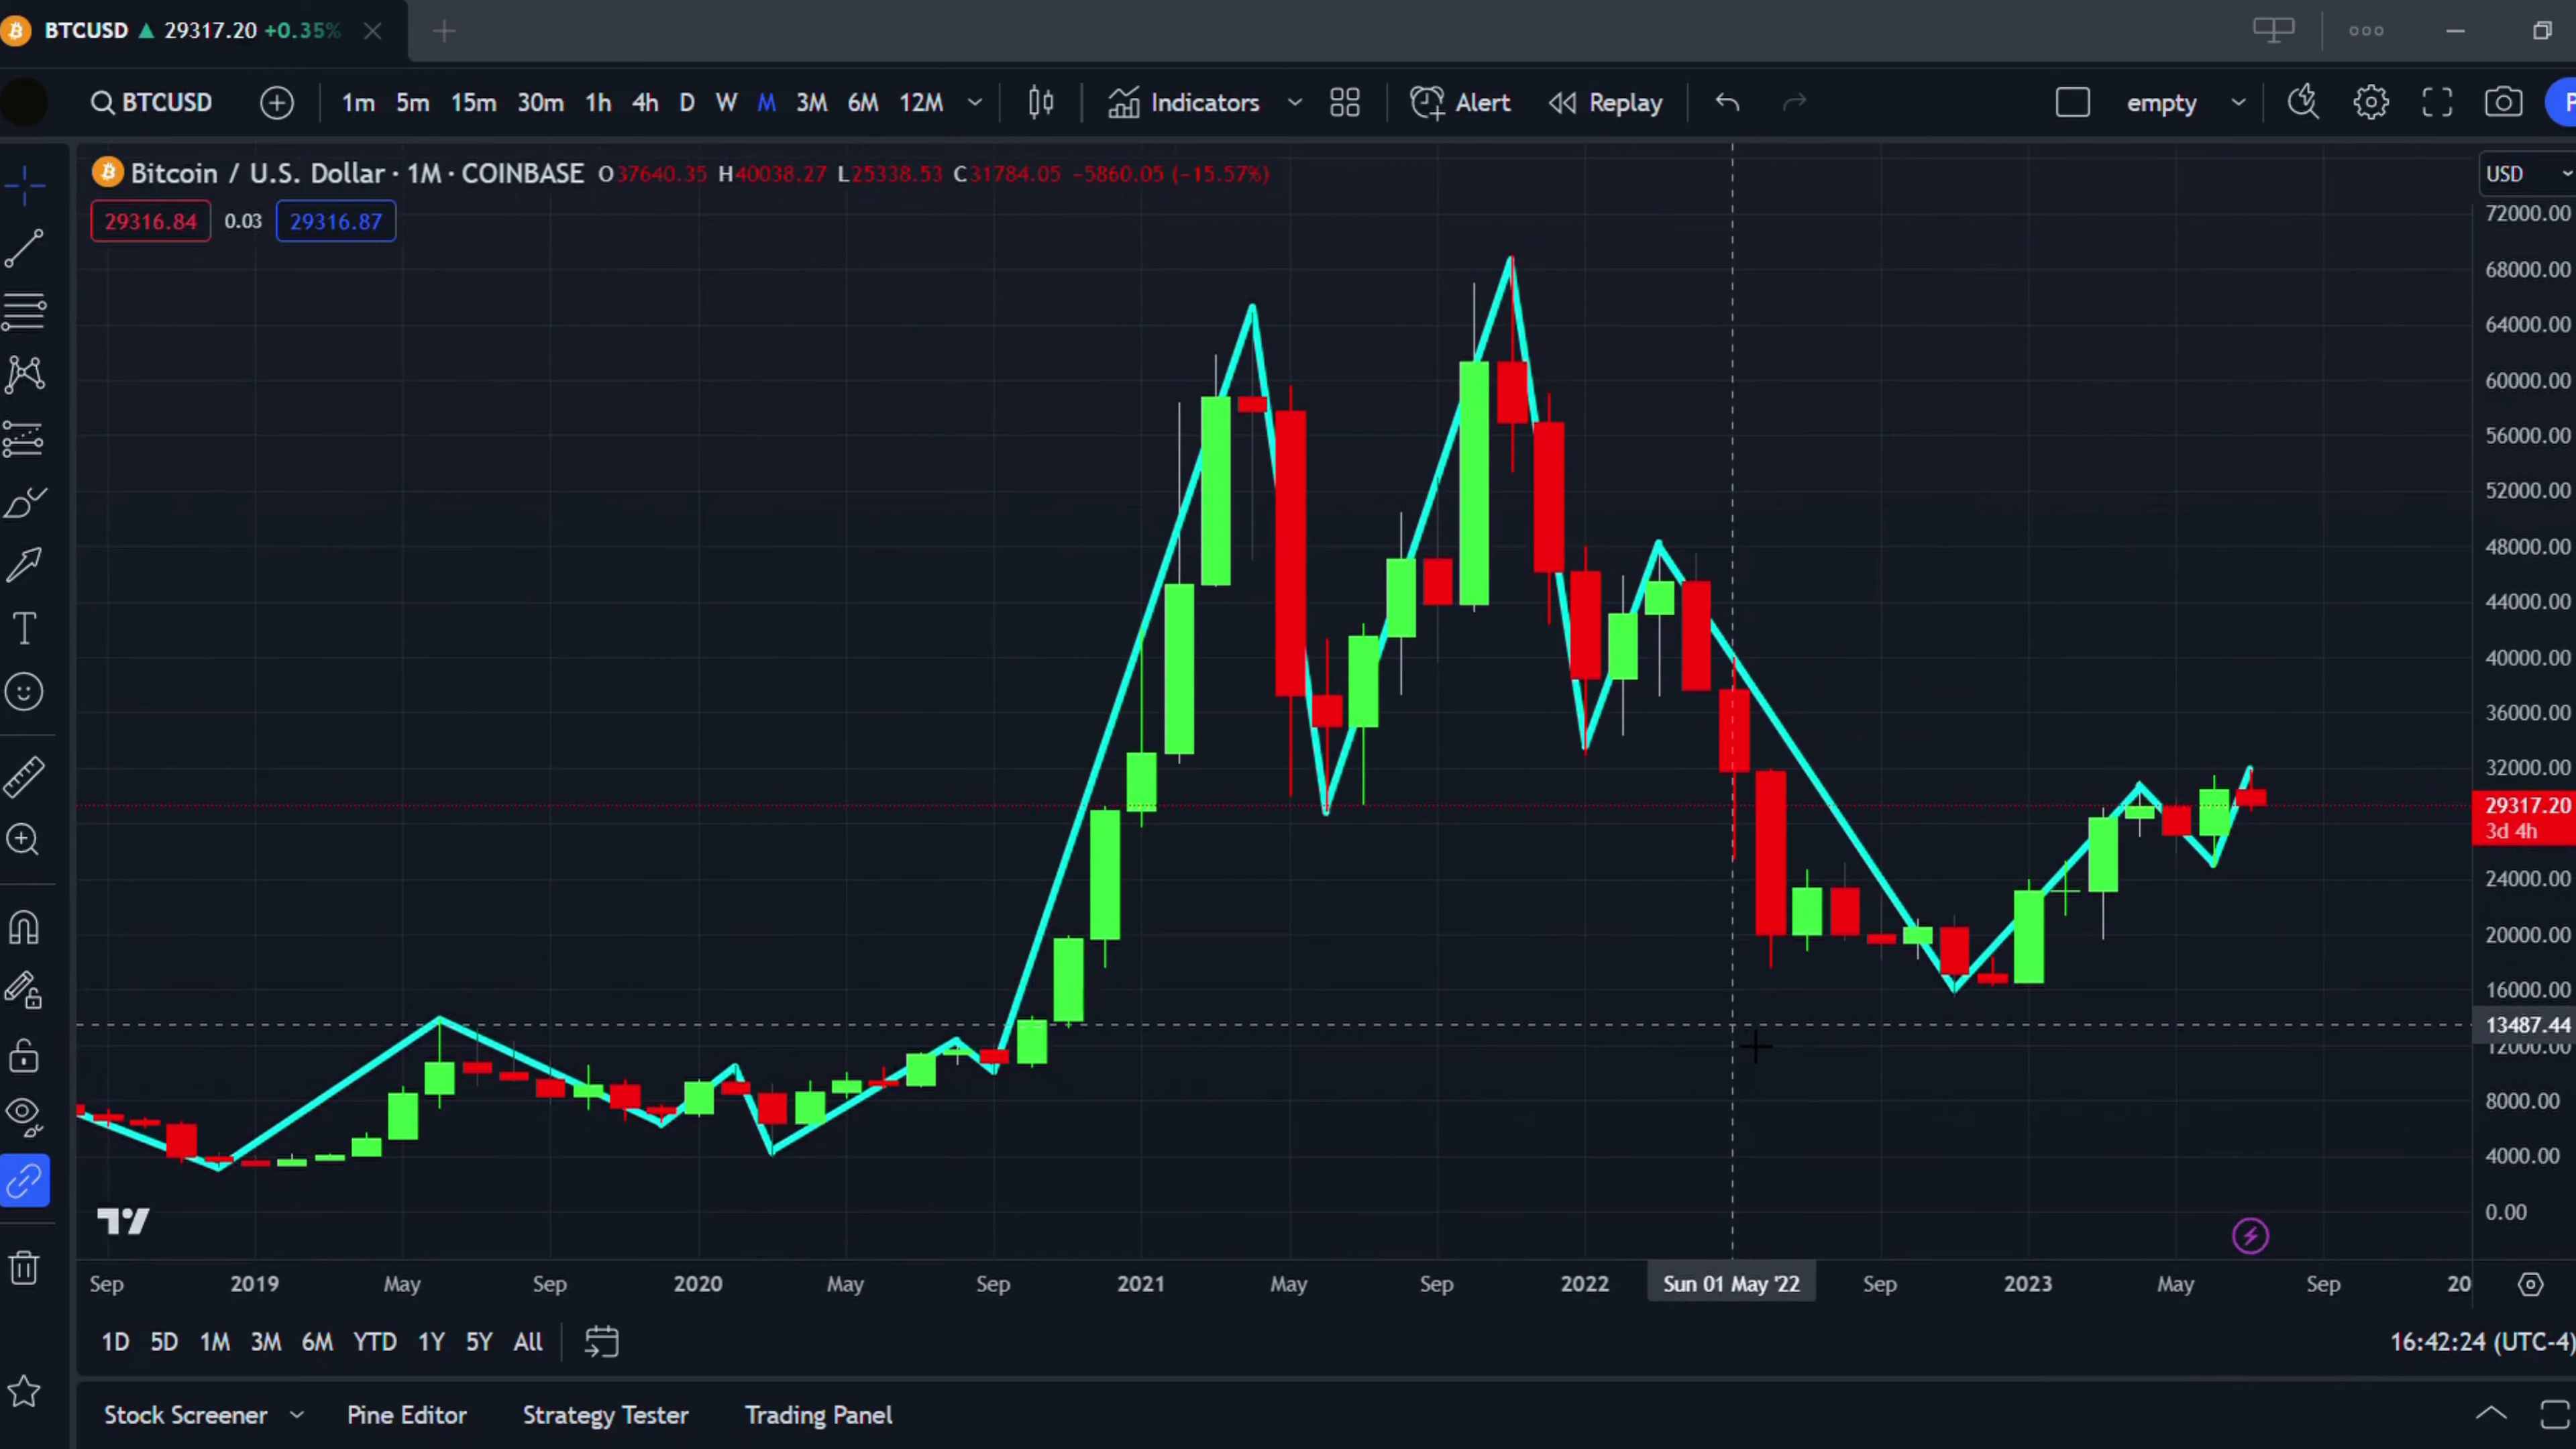 BTCUSD ▲ 29317.20 +0.35%
BTCUSD 1m 5m 15m 30m 1h 4h D W M 3M 6M 12M Indicators Alert Replay empty
Bitcoin / U.S. Dollar · 1M · COINBASE O37640.35 H40038.27 L25338.53 C31784.05 −5860.05 (−15.57%)
USD
29316.84 0.03 29316.87
72000.00
68000.00
64000.00
60000.00
56000.00
52000.00
48000.00
44000.00
40000.00
36000.00
32000.00
29317.20
3d 4h
24000.00
20000.00
16000.00
13487.44
12000.00
8000.00
4000.00
0.00
Sep 2019 May Sep 2020 May Sep 2021 May Sep 2022 Sun 01 May '22 Sep 2023 May Sep 20
1D 5D 1M 3M 6M YTD 1Y 5Y All 16:42:24 (UTC-4)
Stock Screener Pine Editor Strategy Tester Trading Panel